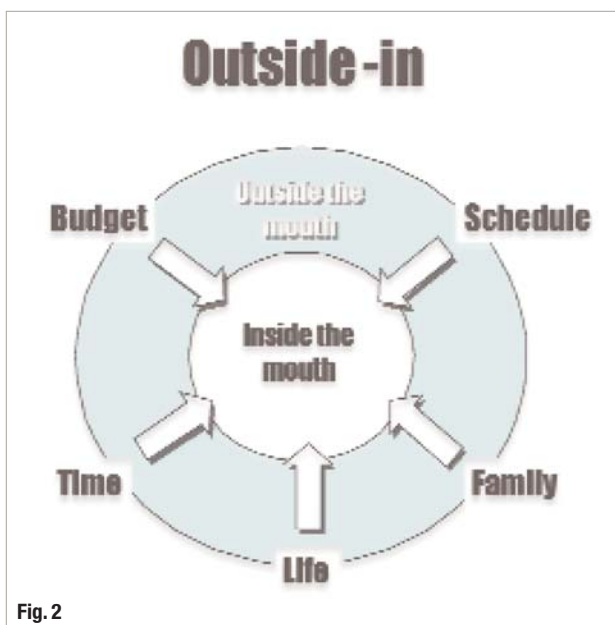 Outside-in
Outside the
mouth
Budget
Schedule
Inside the
mouth
Time
Family
Life
Fig. 2